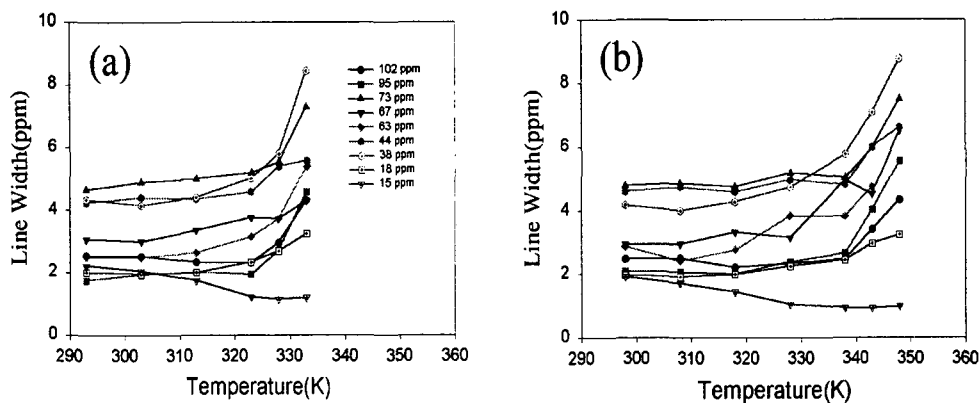 (a)
10
8
6
4
2
0
Line Width(ppm)
102 ppm
95 ppm
73 ppm
67 ppm
63 ppm
44 ppm
38 ppm
18 ppm
15 ppm
290 300 310 320 330 340 350 360
Temperature(K)
(b)
10
8
6
4
2
0
Line Width(ppm)
290 300 310 320 330 340 350 360
Temperature(K)